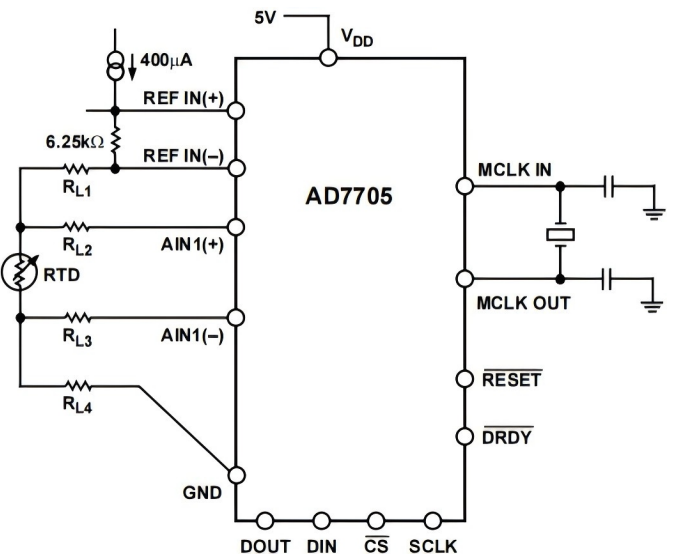 5V
VDD
400μA
REF IN(+)
6.25kΩ
REF IN(–)
RL1
MCLK IN
AD7705
RL2
AIN1(+)
RTD
MCLK OUT
RL3
AIN1(–)
RESET
RL4
DRDY
GND
DOUT DIN CS SCLK